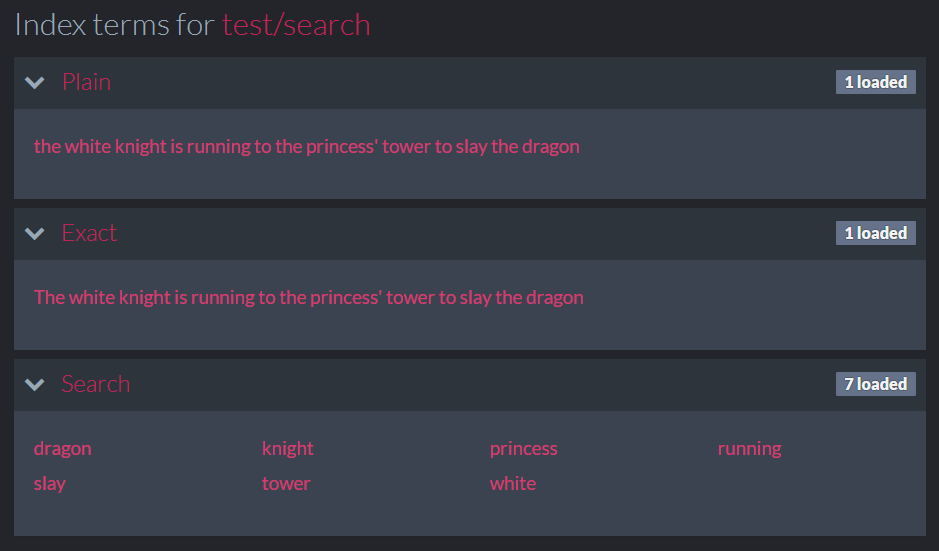 Index terms for test/search
Plain 1 loaded
the white knight is running to the princess' tower to slay the dragon
Exact 1 loaded
The white knight is running to the princess' tower to slay the dragon
Search 7 loaded
dragon knight princess running
slay tower white